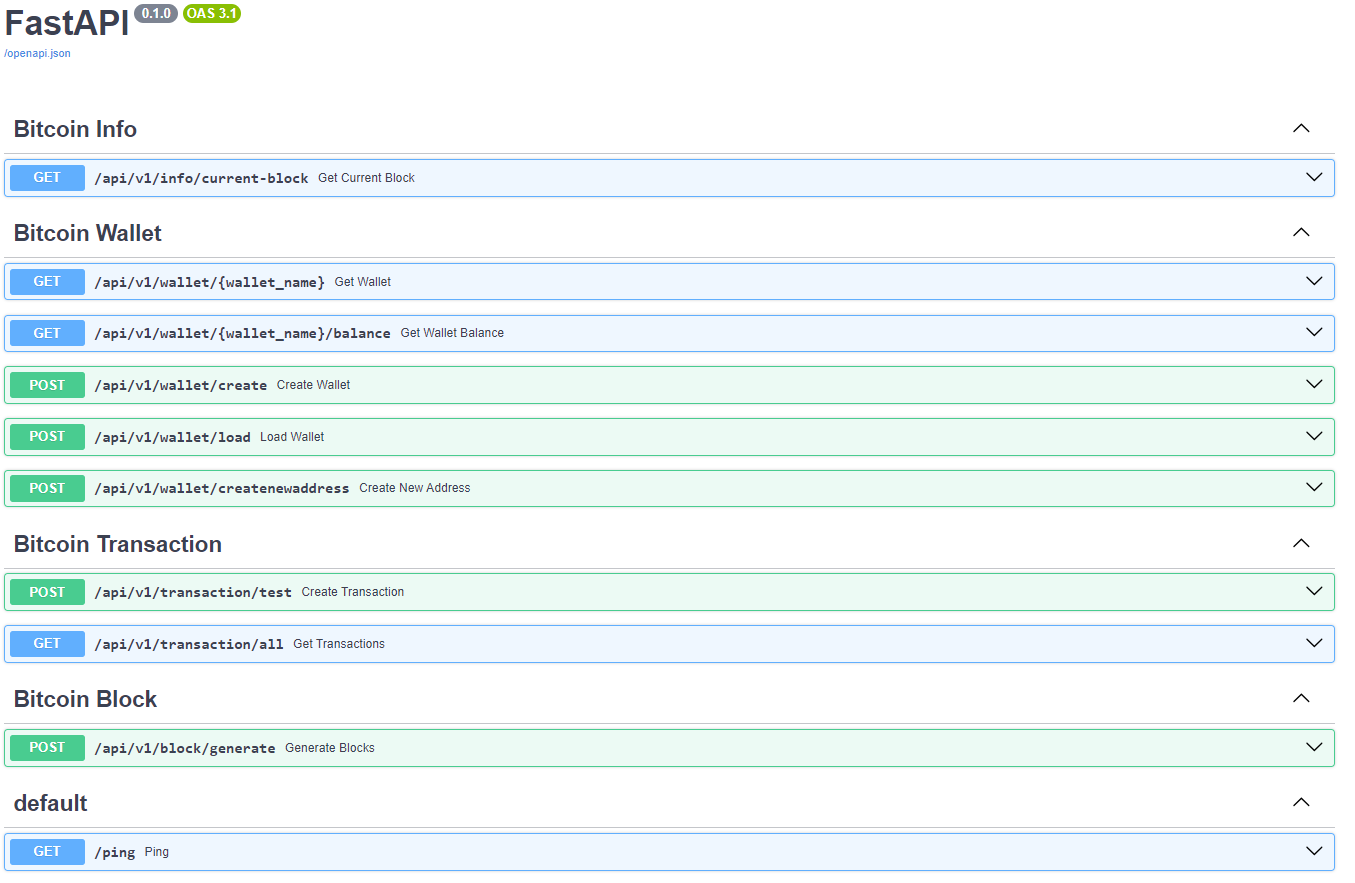 FastAPI 0.1.0 OAS 3.1
/openapi.json
Bitcoin Info
GET /api/v1/info/current-block Get Current Block
Bitcoin Wallet
GET /api/v1/wallet/{wallet_name} Get Wallet
GET /api/v1/wallet/{wallet_name}/balance Get Wallet Balance
POST /api/v1/wallet/create Create Wallet
POST /api/v1/wallet/load Load Wallet
POST /api/v1/wallet/createnewaddress Create New Address
Bitcoin Transaction
POST /api/v1/transaction/test Create Transaction
GET /api/v1/transaction/all Get Transactions
Bitcoin Block
POST /api/v1/block/generate Generate Blocks
default
GET /ping Ping